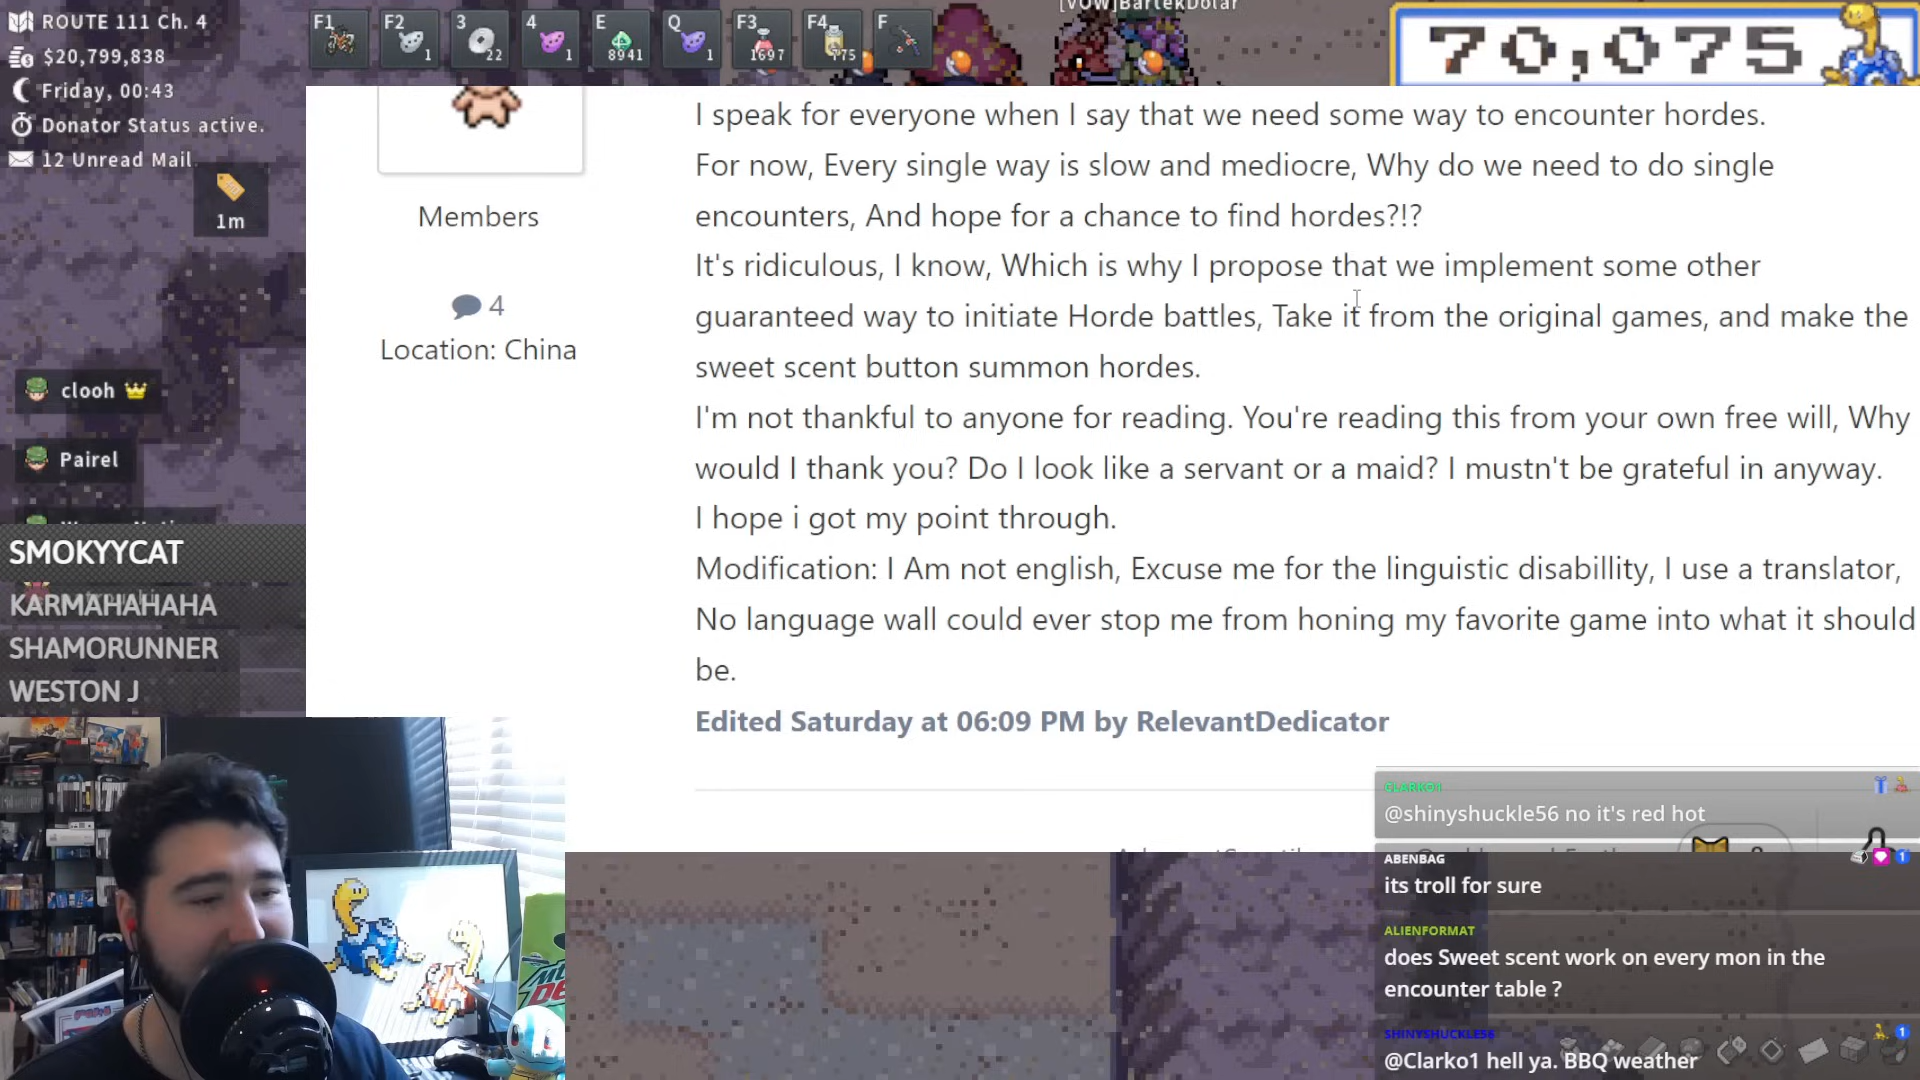 ROUTE 111 Ch. 4
$20,799,838
Friday, 00:43
Donator Status active.
12 Unread Mail
1m
F1
F2
1
3
22
4
1
E
8941
Q
1
F3
1697
F4
775
F
[VOW]BartekDolar
70,075
Members
4
Location: China
I speak for everyone when I say that we need some way to encounter hordes.
For now, Every single way is slow and mediocre, Why do we need to do single
encounters, And hope for a chance to find hordes?!?
It's ridiculous, I know, Which is why I propose that we implement some other
guaranteed way to initiate Horde battles, Take it from the original games, and make the
sweet scent button summon hordes.
I'm not thankful to anyone for reading. You're reading this from your own free will, Why
would I thank you? Do I look like a servant or a maid? I mustn't be grateful in anyway.
I hope i got my point through.
Modification: I Am not english, Excuse me for the linguistic disabillity, I use a translator,
No language wall could ever stop me from honing my favorite game into what it should
be.
Edited Saturday at 06:09 PM by RelevantDedicator
clooh
Pairel
SMOKYYCAT
KARMAHAHAHA
SHAMORUNNER
WESTON J
CLARKO1
@shinyshuckle56 no it's red hot
ABENBAG
1
its troll for sure
ALIENFORMAT
does Sweet scent work on every mon in the
encounter table ?
SHINYSHUCKLE56
1
@Clarko1 hell ya. BBQ weather